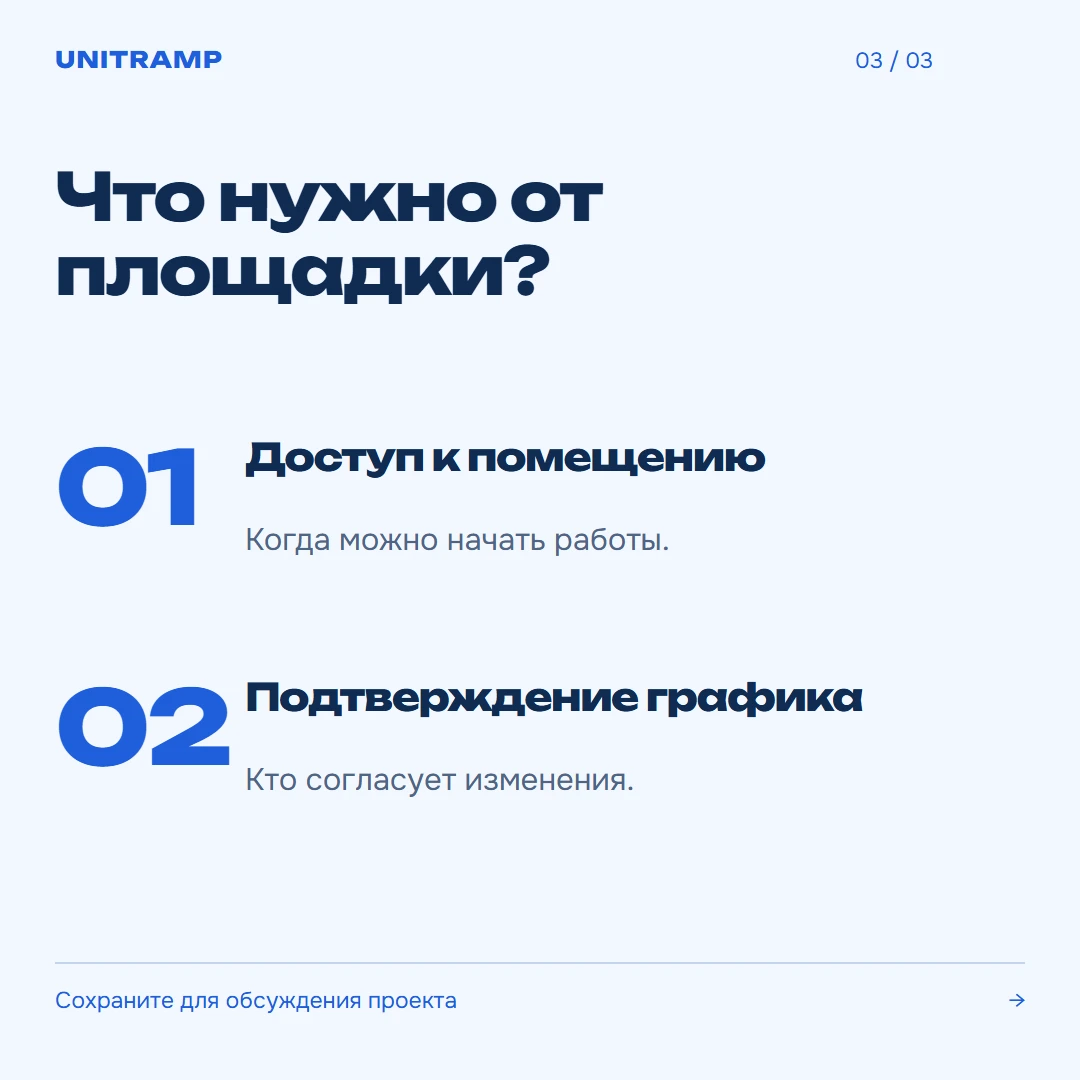 UNITRAMP
03 / 03
Что нужно от
площадки?
01
Доступ к помещению
Когда можно начать работы.
02
Подтверждение графика
Кто согласует изменения.
Сохраните для обсуждения проекта
→